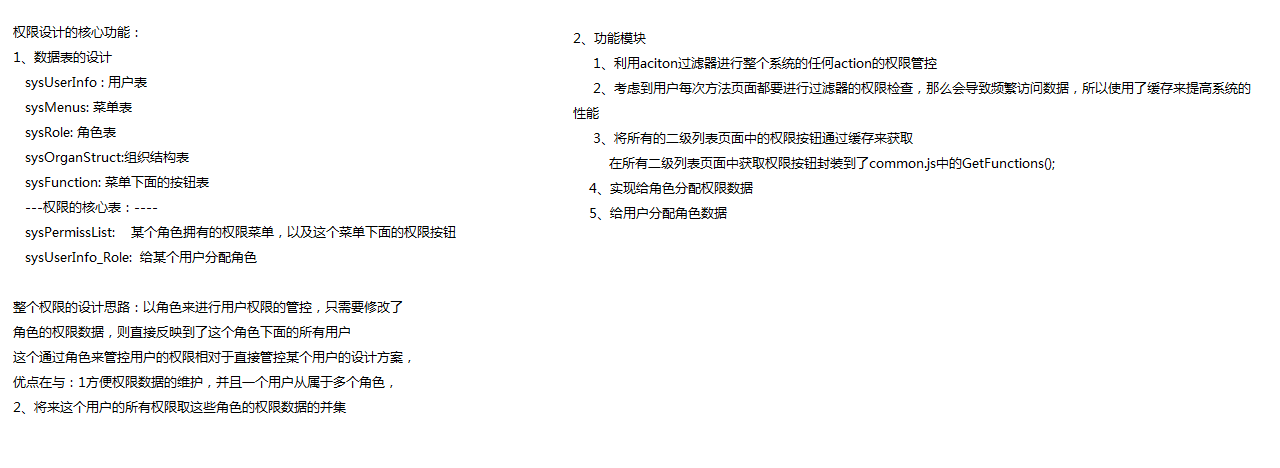 权限设计的核心功能：
1、数据表的设计
sysUserInfo : 用户表
sysMenus: 菜单表
sysRole: 角色表
sysOrganStruct:组织结构表
sysFunction: 菜单下面的按钮表
---权限的核心表：----
sysPermissList: 某个角色拥有的权限菜单，以及这个菜单下面的权限按钮
sysUserInfo_Role: 给某个用户分配角色
整个权限的设计思路：以角色来进行用户权限的管控，只需要修改了
角色的权限数据，则直接反映到了这个角色下面的所有用户
这个通过角色来管控用户的权限相对于直接管控某个用户的设计方案，
优点在与：1方便权限数据的维护，并且一个用户从属于多个角色，
2、将来这个用户的所有权限取这些角色的权限数据的并集
2、功能模块
1、利用aciton过滤器进行整个系统的任何action的权限管控
2、考虑到用户每次方法页面都要进行过滤器的权限检查，那么会导致频繁访问数据，所以使用了缓存来提高系统的
性能
3、将所有的二级列表页面中的权限按钮通过缓存来获取
在所有二级列表页面中获取权限按钮封装到了common.js中的GetFunctions();
4、实现给角色分配权限数据
5、给用户分配角色数据